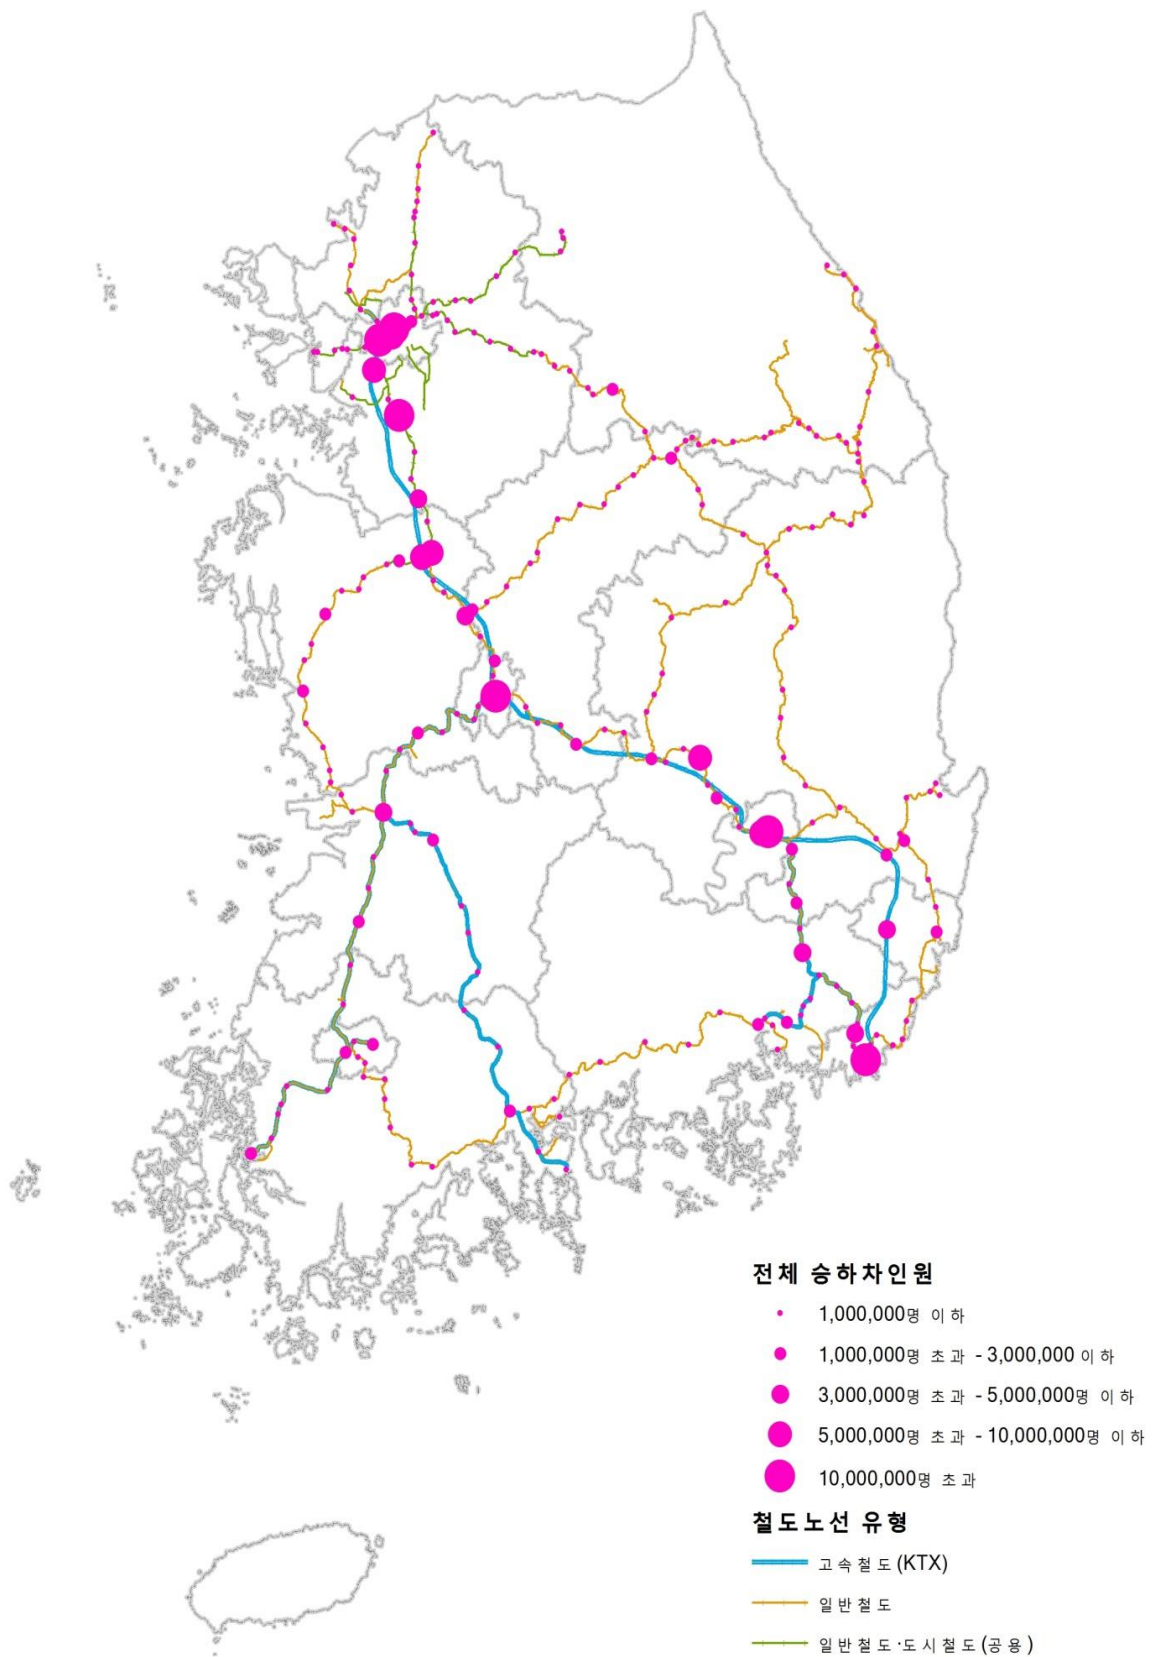 전체 승하차인원
1,000,000명 이하
1,000,000명 초과 - 3,000,000 이하
3,000,000명 초과 - 5,000,000명 이하
5,000,000명 초과 - 10,000,000명 이하
10,000,000명 초과
철도노선 유형
고속철도(KTX)
일반철도
일반철도·도시철도(공용)